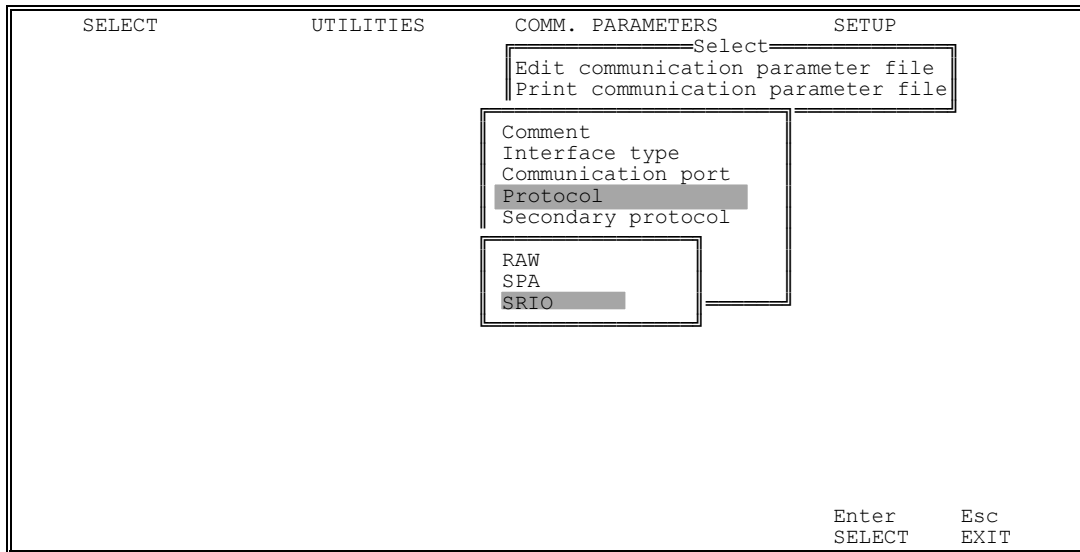 SELECT UTILITIES COMM. PARAMETERS SETUP
Select
Edit communication parameter file
Print communication parameter file
Comment
Interface type
Communication port
Protocol
Secondary protocol
RAW
SPA
SRIO
Enter Esc
SELECT EXIT